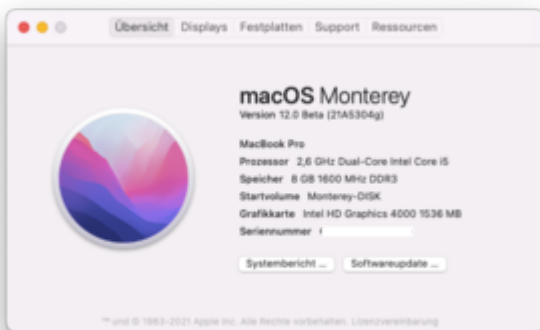 Übersicht Displays Festplatten Support Ressourcen
macOS Monterey
Version 12.0 Beta (21A5304g)
MacBook Pro
Prozessor 2,6 GHz Dual-Core Intel Core i5
Speicher 8 GB 1600 MHz DDR3
Startvolume Monterey-DISK
Grafikkarte Intel HD Graphics 4000 1536 MB
Seriennummer
Systembericht ... Softwareupdate ...
™ und © 1983-2021 Apple Inc. Alle Rechte vorbehalten. Lizenzvereinbarung